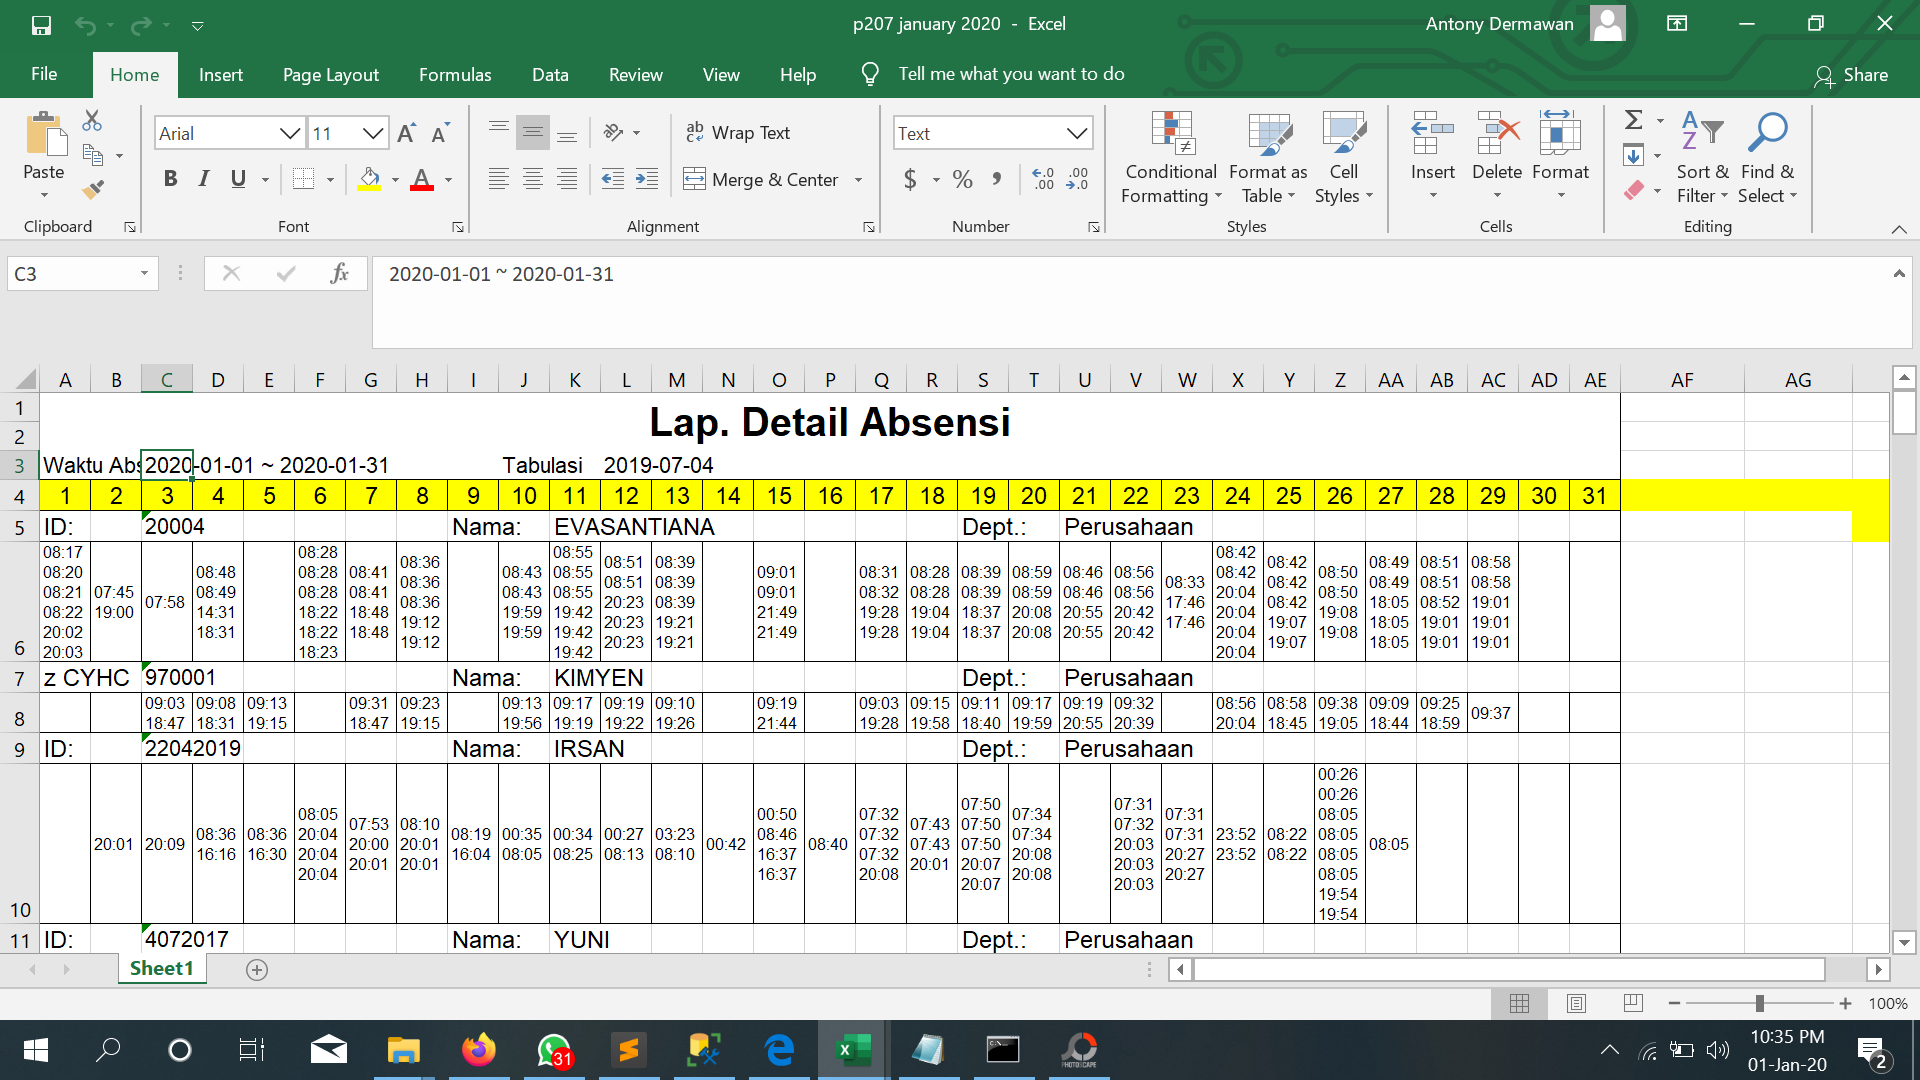 p207 january 2020 - Excel
Antony Dermawan
File Home Insert Page Layout Formulas Data Review View Help Tell me what you want to do Share
Paste
Arial 11
Wrap Text
Text
B I U
Merge & Center
$ % ,
Conditional Formatting
Format as Table
Cell Styles
Insert Delete Format
Sort & Filter
Find & Select
Clipboard Font Alignment Number Styles Cells Editing
C3 fx 2020-01-01 ~ 2020-01-31
A B C D E F G H I J K L M N O P Q R S T U V W X Y Z AA AB AC AD AE AF AG
1
Lap. Detail Absensi
2
3 Waktu Abs 2020-01-01 ~ 2020-01-31 Tabulasi 2019-07-04
4 1 2 3 4 5 6 7 8 9 10 11 12 13 14 15 16 17 18 19 20 21 22 23 24 25 26 27 28 29 30 31
5 ID: 20004 Nama: EVASANTIANA Dept.: Perusahaan
6
08:17 08:20 08:21 08:22 20:02 20:03
07:45 19:00
07:58
08:48 08:49 14:31 18:31
08:28 08:28 08:28 18:22 18:22 18:23
08:41 08:41 18:48 18:48
08:36 08:36 08:36 19:12 19:12
08:43 08:43 19:59 19:59
08:55 08:55 08:55 19:42 19:42 19:42
08:51 08:51 20:23 20:23 20:23
08:39 08:39 08:39 19:21 19:21
09:01 09:01 21:49 21:49
08:31 08:32 19:28 19:28
08:28 08:28 19:04 19:04
08:39 08:39 18:37 18:37
08:59 08:59 20:08 20:08
08:46 08:46 20:55 20:55
08:56 08:56 20:42 20:42
08:33 17:46 17:46
08:42 08:42 20:04 20:04 20:04 20:04
08:42 08:42 08:42 19:07 19:07
08:50 08:50 19:08 19:08
08:49 08:49 18:05 18:05 18:05
08:51 08:51 08:52 19:01 19:01
08:58 08:58 19:01 19:01 19:01
7 z CYHC 970001 Nama: KIMYEN Dept.: Perusahaan
8
09:03 18:47
09:08 18:31
09:13 19:15
09:31 18:47
09:23 19:15
09:13 19:56
09:17 19:19
09:19 19:22
09:10 19:26
09:19 21:44
09:03 19:28
09:15 19:58
09:11 18:40
09:17 19:59
09:19 20:55
09:32 20:39
08:56 20:04
08:58 18:45
09:38 19:05
09:09 18:44
09:25 18:59
09:37
9 ID: 22042019 Nama: IRSAN Dept.: Perusahaan
10
20:01
20:09
08:36 16:16
08:36 16:30
08:05 20:04 20:04 20:04
07:53 20:00 20:01
08:10 20:01 20:01
08:19 16:04
00:35 08:05
00:34 08:25
00:27 08:13
03:23 08:10
00:42
00:50 08:46 16:37 16:37
08:40
07:32 07:32 07:32 20:08
07:43 07:43 20:01
07:50 07:50 07:50 20:07 20:07
07:34 07:34 20:08 20:08
07:31 07:32 20:03 20:03 20:03
07:31 07:31 20:27 20:27
23:52 23:52
08:22 08:22
00:26 00:26 08:05 08:05 08:05 08:05 19:54 19:54
08:05
11 ID: 4072017 Nama: YUNI Dept.: Perusahaan
Sheet1
100%
31
PHOTOSCAPE
10:35 PM
01-Jan-20
2